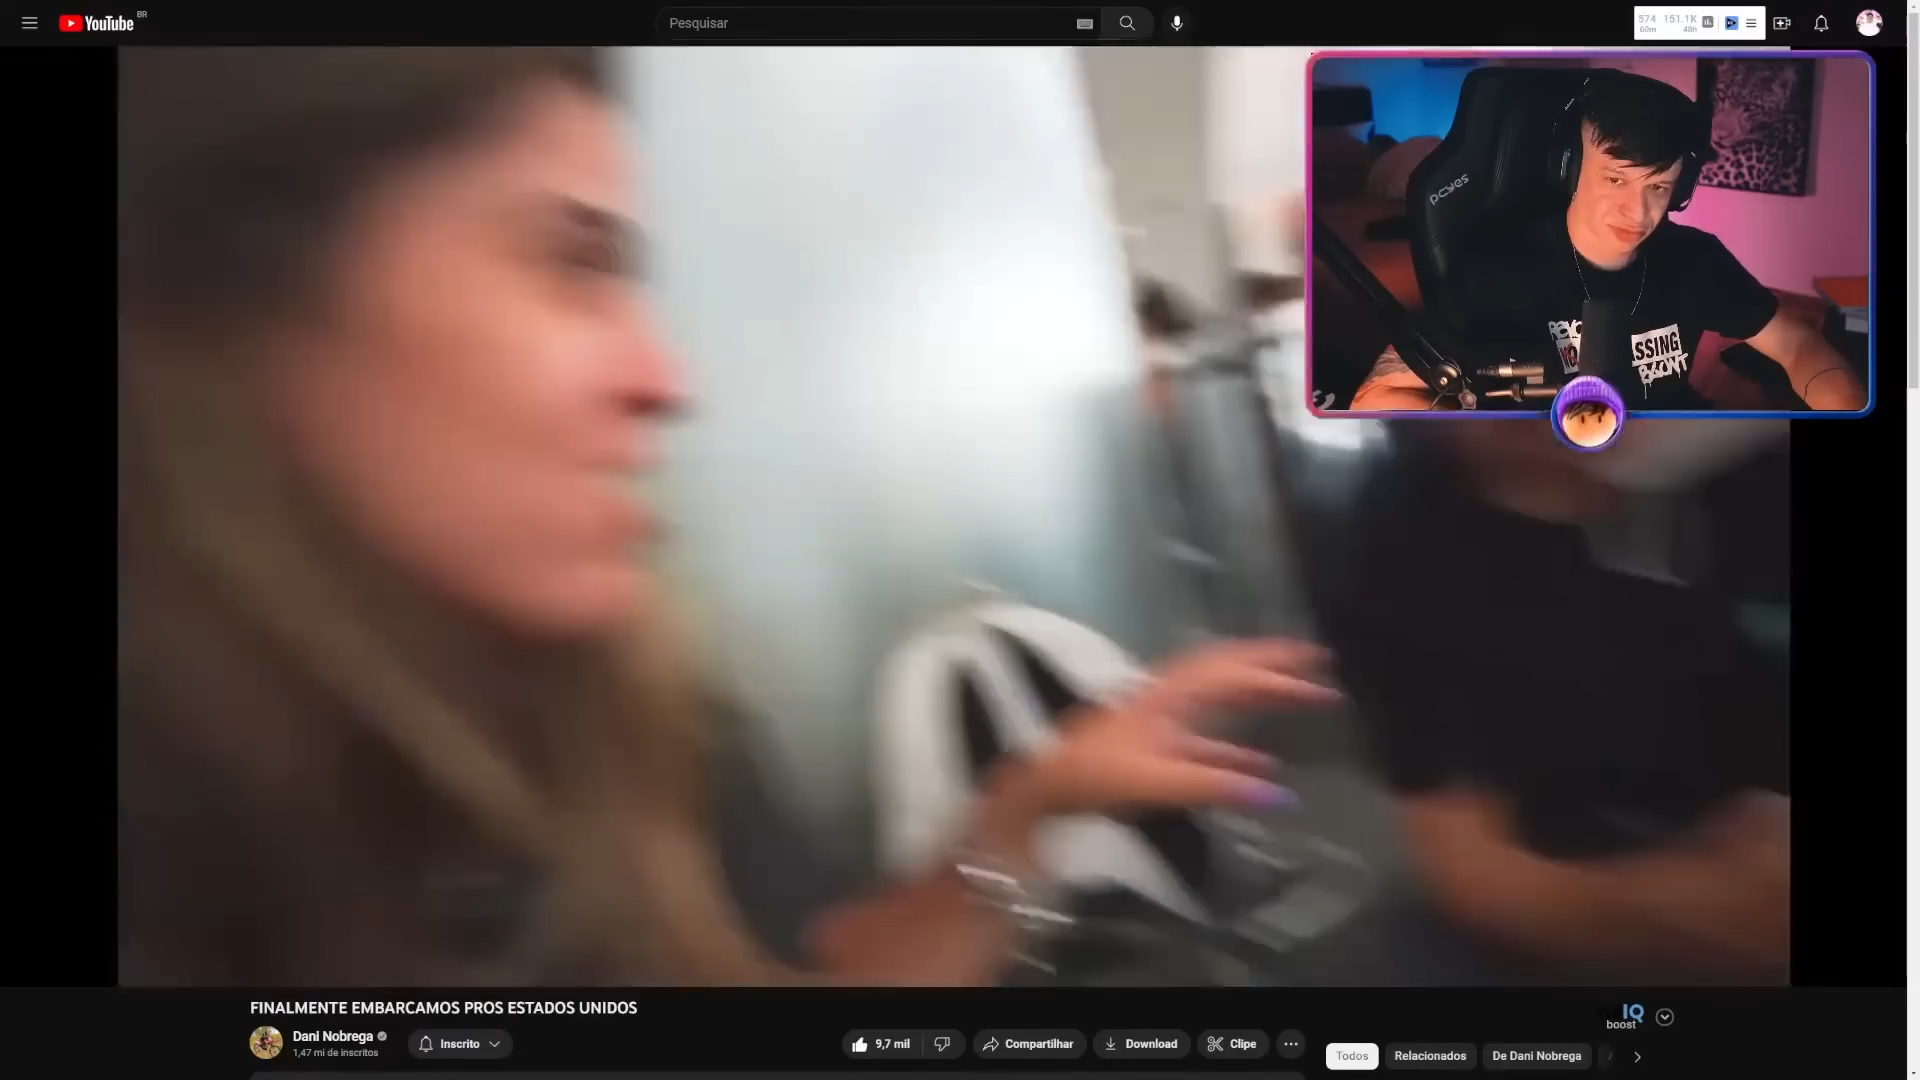 YouTube BR
Pesquisar
574 151.1K
60m 48h
pcyes
SSING
FINALMENTE EMBARCAMOS PROS ESTADOS UNIDOS
IQ
boost
Dani Nobrega
1,47 mi de inscritos
Inscrito
9,7 mil
Compartilhar
Download
Clipe
Todos
Relacionados
De Dani Nobrega